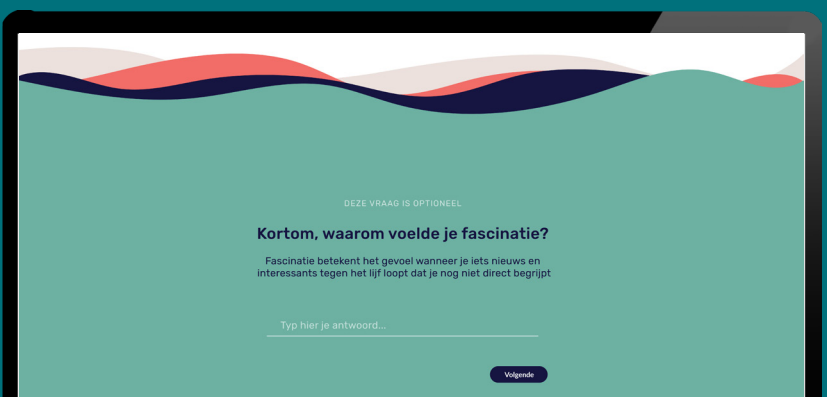 DEZE VRAAG IS OPTIONEEL
Kortom, waarom voelde je fascinatie?
Fascinatie betekent het gevoel wanneer je iets nieuws en
interessants tegen het lijf loopt dat je nog niet direct begrijpt
Typ hier je antwoord...
Volgende